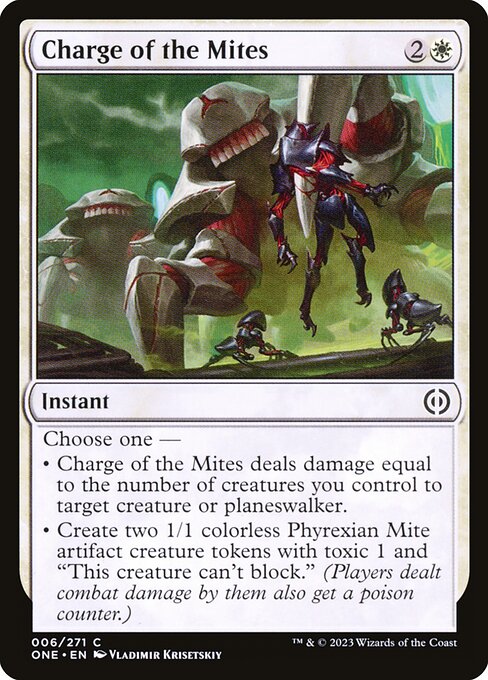 Charge of the Mites 2
Instant
Choose one —
• Charge of the Mites deals damage equal
to the number of creatures you control to
target creature or planeswalker.
• Create two 1/1 colorless Phyrexian Mite
artifact creature tokens with toxic 1 and
“This creature can’t block.” (Players dealt
combat damage by them also get a poison
counter.)
006/271 C
ONE • EN Vladimir Krisetskiy
™ & © 2023 Wizards of the Coast